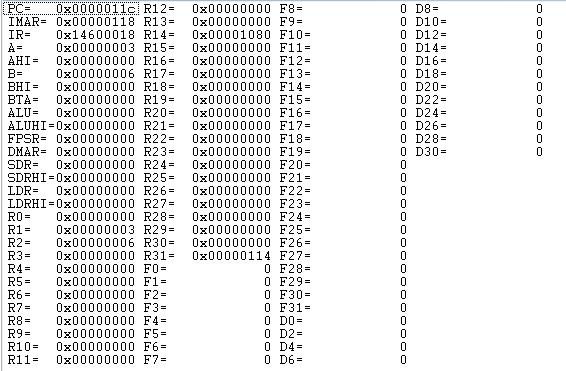 PC= 0x0000011c R12= 0x00000000 F8= 0 D8= 0
IMAR= 0x00000118 R13= 0x00000000 F9= 0 D10= 0
IR= 0x14600018 R14= 0x00001080 F10= 0 D12= 0
A= 0x00000003 R15= 0x00000000 F11= 0 D14= 0
AHI= 0x00000000 R16= 0x00000000 F12= 0 D16= 0
B= 0x00000006 R17= 0x00000000 F13= 0 D18= 0
BHI= 0x00000000 R18= 0x00000000 F14= 0 D20= 0
BTA= 0x00000000 R19= 0x00000000 F15= 0 D22= 0
ALU= 0x00000000 R20= 0x00000000 F16= 0 D24= 0
ALUHI=0x00000000 R21= 0x00000000 F17= 0 D26= 0
FPSR= 0x00000000 R22= 0x00000000 F18= 0 D28= 0
DMAR= 0x00000000 R23= 0x00000000 F19= 0 D30= 0
SDR= 0x00000000 R24= 0x00000000 F20= 0
SDRHI=0x00000000 R25= 0x00000000 F21= 0
LDR= 0x00000000 R26= 0x00000000 F22= 0
LDRHI=0x00000000 R27= 0x00000000 F23= 0
R0= 0x00000000 R28= 0x00000000 F24= 0
R1= 0x00000003 R29= 0x00000000 F25= 0
R2= 0x00000006 R30= 0x00000000 F26= 0
R3= 0x00000000 R31= 0x00000114 F27= 0
R4= 0x00000000 F0= 0 F28= 0
R5= 0x00000000 F1= 0 F29= 0
R6= 0x00000000 F2= 0 F30= 0
R7= 0x00000000 F3= 0 F31= 0
R8= 0x00000000 F4= 0 D0= 0
R9= 0x00000000 F5= 0 D2= 0
R10= 0x00000000 F6= 0 D4= 0
R11= 0x00000000 F7= 0 D6= 0